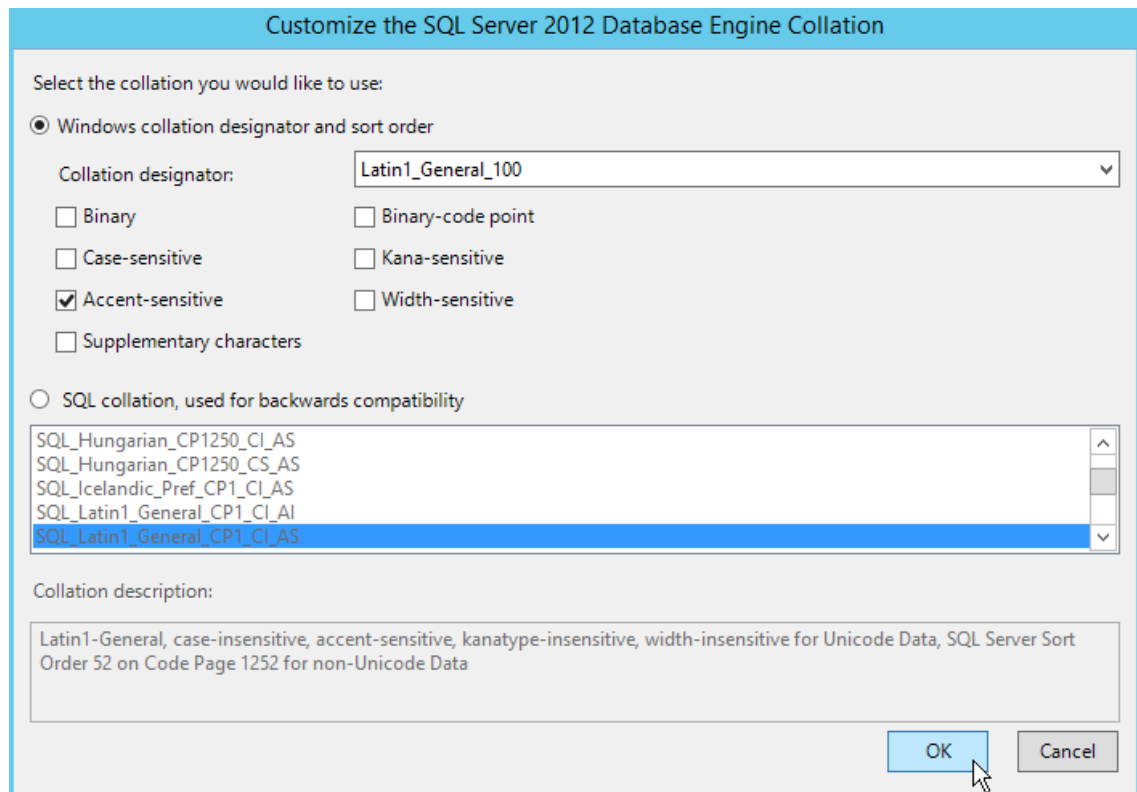 Customize the SQL Server 2012 Database Engine Collation
Select the collation you would like to use:
Windows collation designator and sort order
Collation designator: Latin1_General_100
Binary Binary-code point
Case-sensitive Kana-sensitive
Accent-sensitive Width-sensitive
Supplementary characters
SQL collation, used for backwards compatibility
SQL_Hungarian_CP1250_CI_AS
SQL_Hungarian_CP1250_CS_AS
SQL_Icelandic_Pref_CP1_CI_AS
SQL_Latin1_General_CP1_CI_AI
SQL_Latin1_General_CP1_CI_AS
Collation description:
Latin1-General, case-insensitive, accent-sensitive, kanatype-insensitive, width-insensitive for Unicode Data, SQL Server Sort
Order 52 on Code Page 1252 for non-Unicode Data
OK Cancel